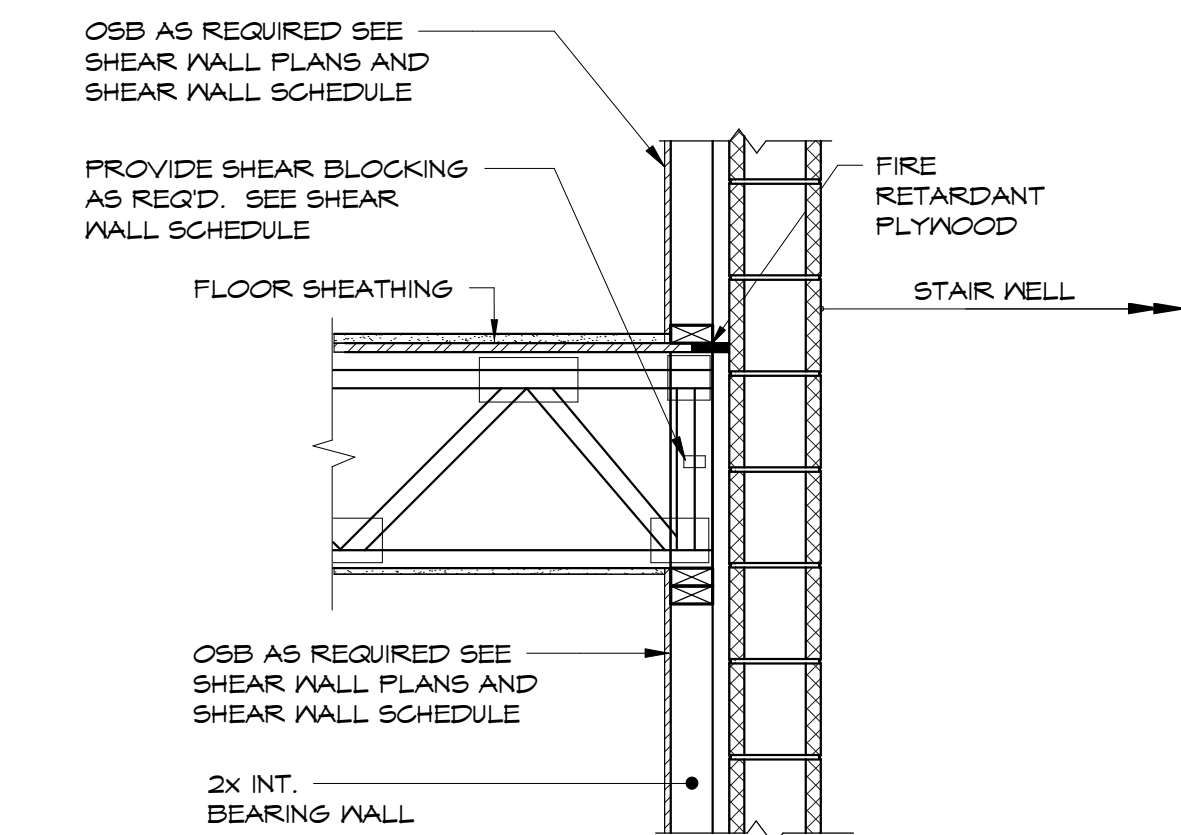 OSB AS REQUIRED SEE
SHEAR WALL PLANS AND
SHEAR WALL SCHEDULE
PROVIDE SHEAR BLOCKING
AS REQ'D. SEE SHEAR
WALL SCHEDULE
FIRE
RETARDANT
PLYWOOD
FLOOR SHEATHING
STAIR WELL
OSB AS REQUIRED SEE
SHEAR WALL PLANS AND
SHEAR WALL SCHEDULE
2x INT.
BEARING WALL